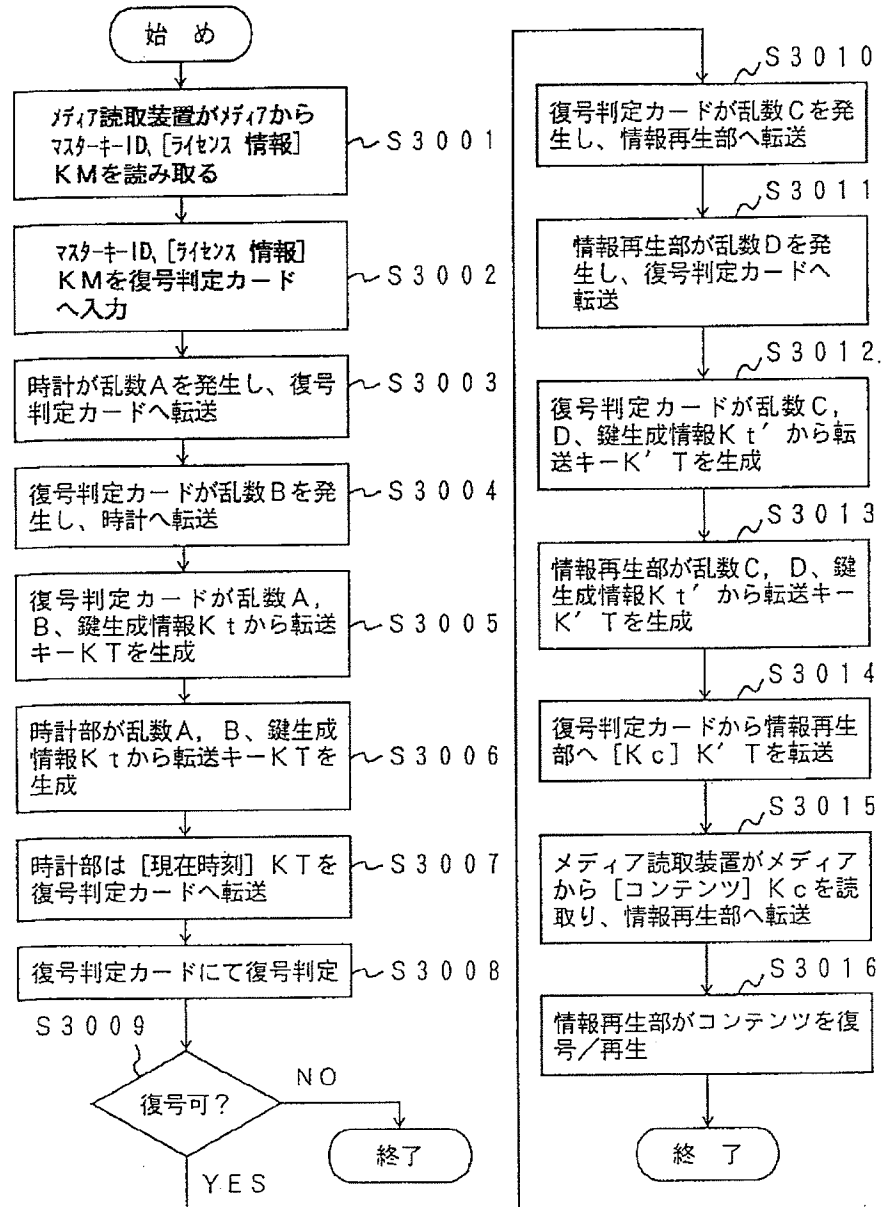 始 め
メディア読取装置がメディアから
マスターキーID、[ライセンス 情報]
KMを読み取る
S3001
マスターキーID、[ライセンス 情報]
KMを復号判定カード
へ入力
S3002
時計が乱数Aを発生し、復号
判定カードへ転送
S3003
復号判定カードが乱数Bを発
生し、時計へ転送
S3004
復号判定カードが乱数A,
B、鍵生成情報Ktから転送
キーKTを生成
S3005
時計部が乱数A, B、鍵生成
情報Ktから転送キーKTを
生成
S3006
時計部は [現在時刻] KTを
復号判定カードへ転送
S3007
復号判定カードにて復号判定
S3008
S3009
復号可?
NO
終了
YES
S3010
復号判定カードが乱数Cを発
生し、情報再生部へ転送
S3011
情報再生部が乱数Dを発
生し、復号判定カードへ
転送
S3012
復号判定カードが乱数C,
D、鍵生成情報Kt′から転
送キーK′Tを生成
S3013
情報再生部が乱数C, D、鍵
生成情報Kt′から転送キー
K′Tを生成
S3014
復号判定カードから情報再生
部へ [Kc] K′Tを転送
S3015
メディア読取装置がメディア
から [コンテンツ] Kcを読
取り、情報再生部へ転送
S3016
情報再生部がコンテンツを復
号/再生
終 了